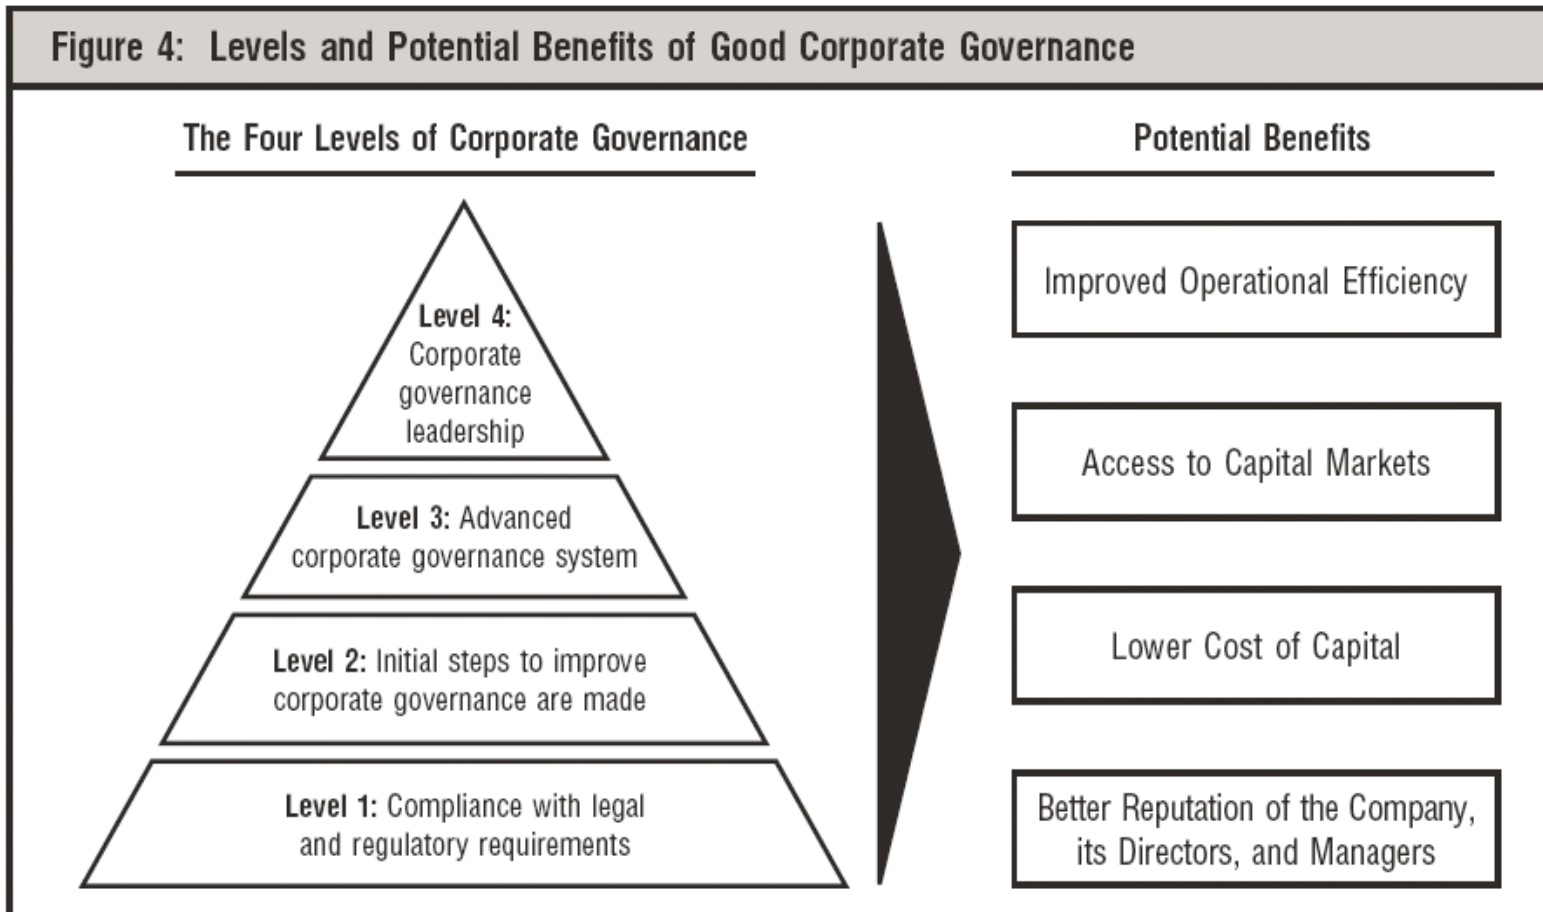 Figure 4: Levels and Potential Benefits of Good Corporate Governance
The Four Levels of Corporate Governance
Level 4:
Corporate
governance
leadership
Level 3: Advanced
corporate governance system
Level 2: Initial steps to improve
corporate governance are made
Level 1: Compliance with legal
and regulatory requirements
Potential Benefits
Improved Operational Efficiency
Access to Capital Markets
Lower Cost of Capital
Better Reputation of the Company,
its Directors, and Managers